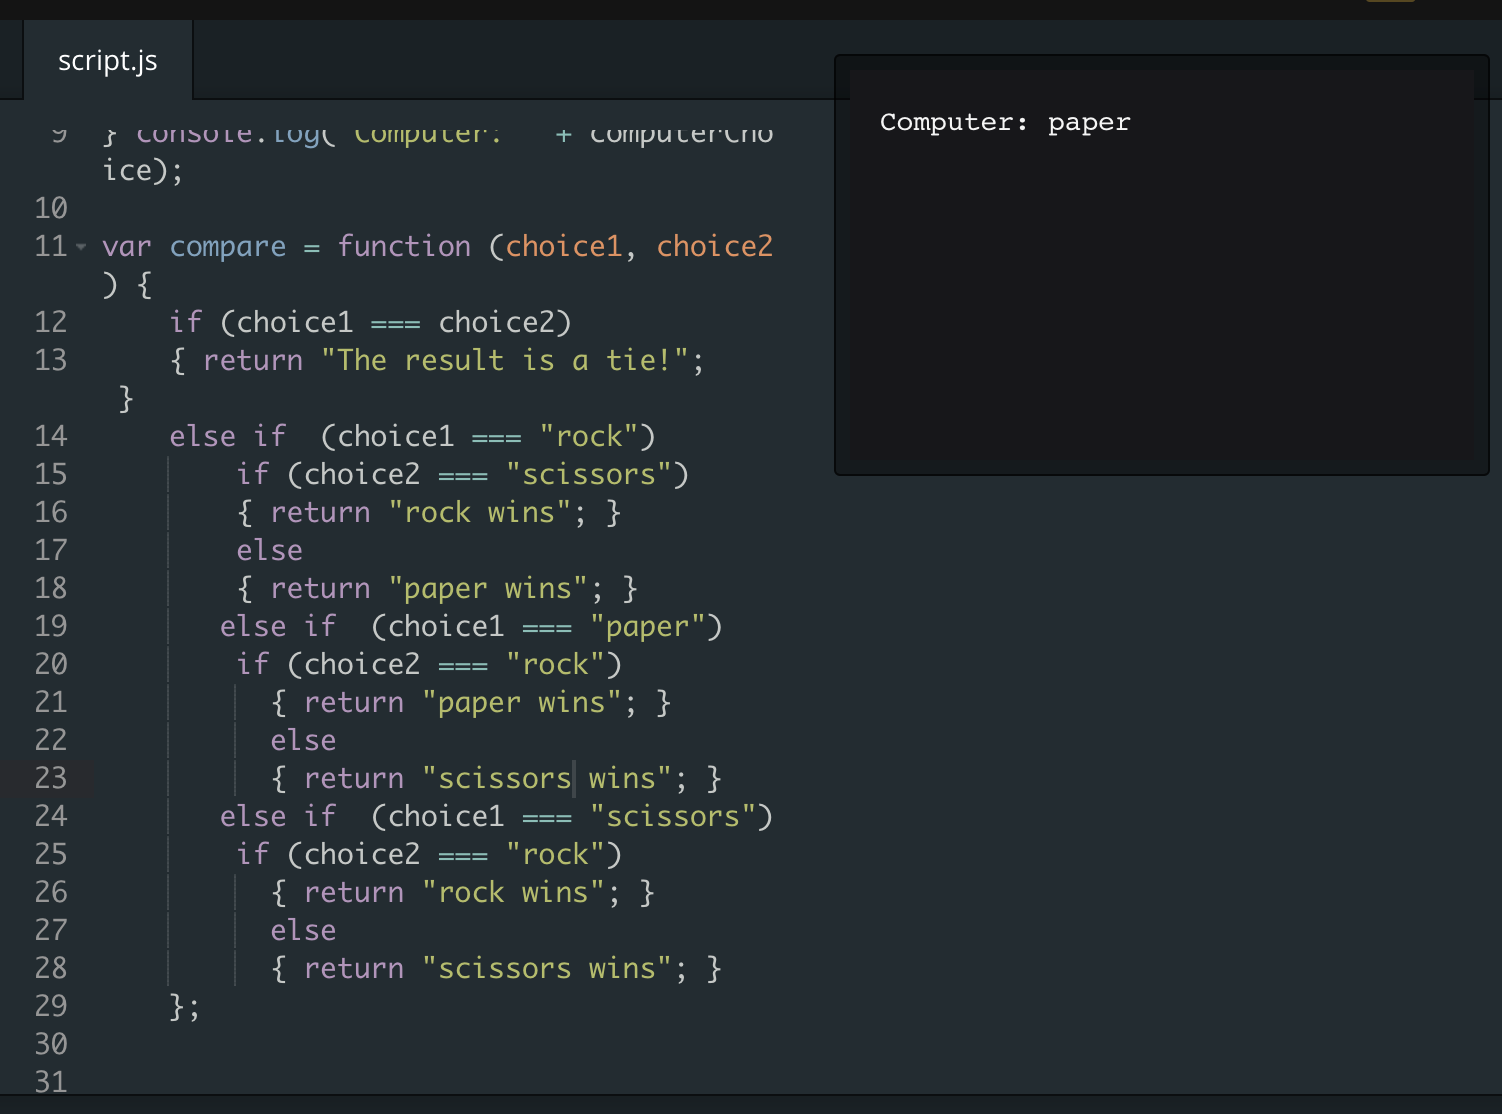 script.js
Computer: paper
9 } console.log("Computer: " + computerCho
ice);
10
11 var compare = function (choice1, choice2
) {
12 if (choice1 === choice2)
13 { return "The result is a tie!";
}
14 else if  (choice1 === "rock")
15 if (choice2 === "scissors")
16 { return "rock wins"; }
17 else
18 { return "paper wins"; }
19 else if  (choice1 === "paper")
20 if (choice2 === "rock")
21 { return "paper wins"; }
22 else
23 { return "scissors wins"; }
24 else if  (choice1 === "scissors")
25 if (choice2 === "rock")
26 { return "rock wins"; }
27 else
28 { return "scissors wins"; }
29 };
30
31